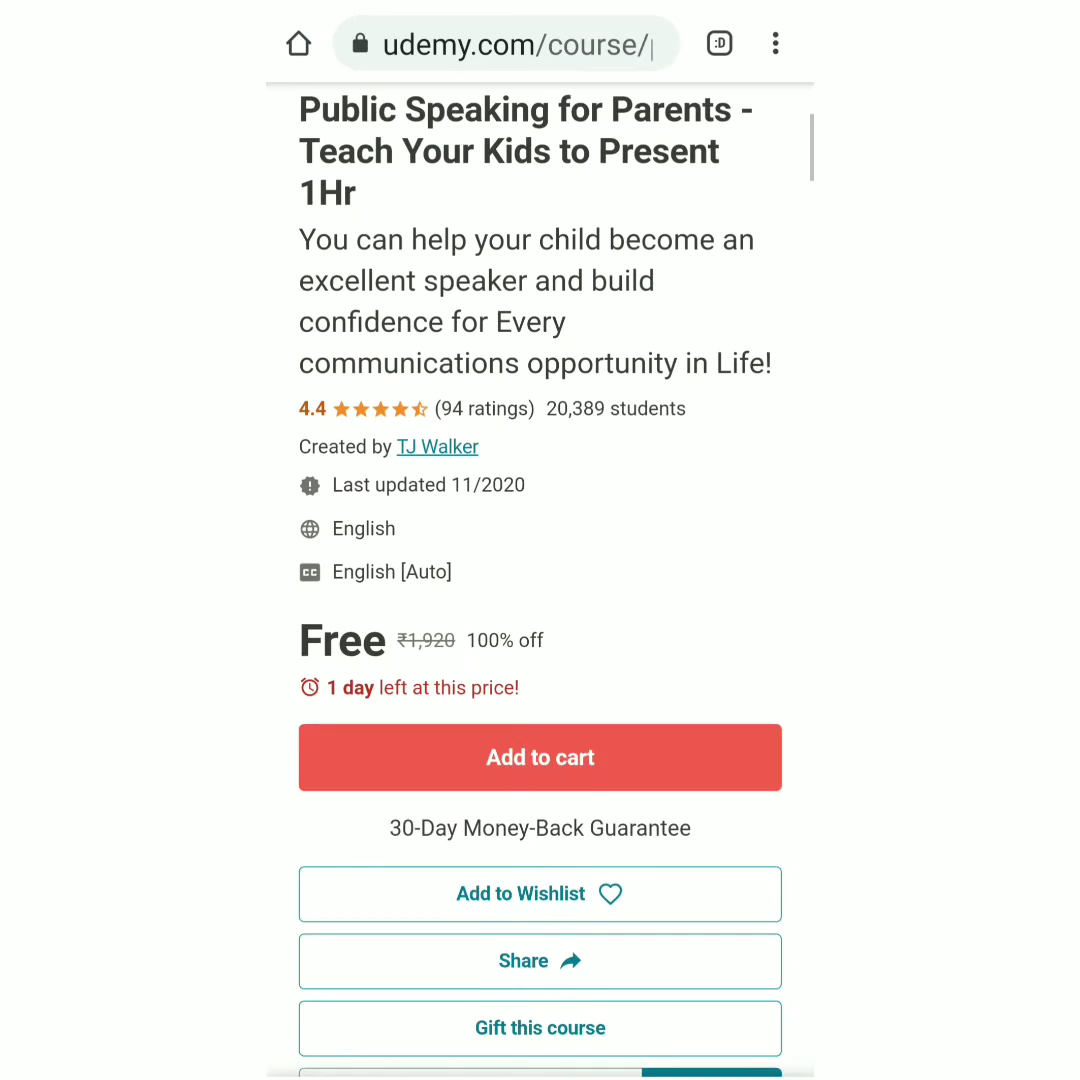 udemy.com/course/
:D
Public Speaking for Parents -
Teach Your Kids to Present
1Hr
You can help your child become an
excellent speaker and build
confidence for Every
communications opportunity in Life!
4.4 (94 ratings) 20,389 students
Created by TJ Walker
Last updated 11/2020
English
CC English [Auto]
Free ₹1,920 100% off
1 day left at this price!
Add to cart
30-Day Money-Back Guarantee
Add to Wishlist
Share
Gift this course